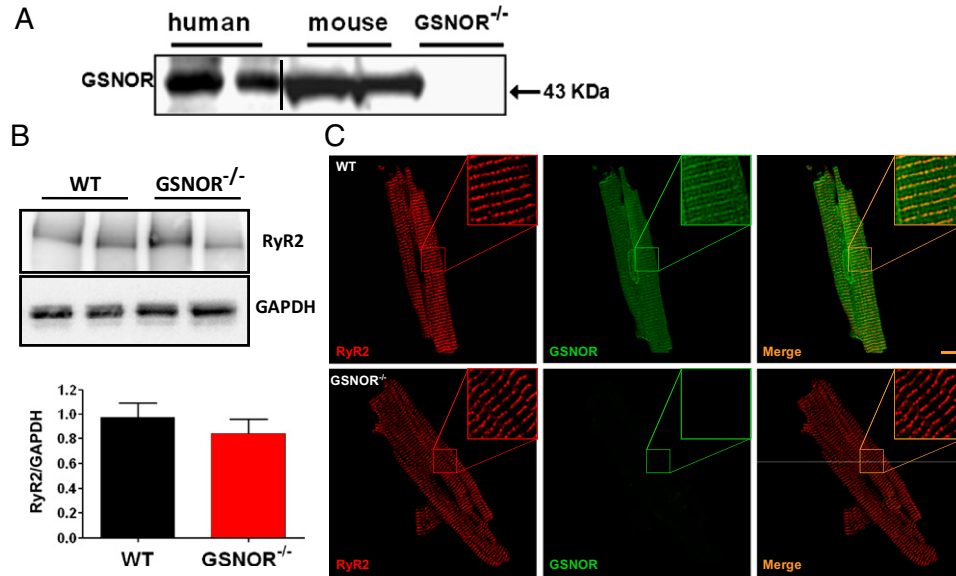 A
human mouse GSNOR-/-
GSNOR
43 KDa
B
WT GSNOR-/-
RyR2
GAPDH
RyR2/GAPDH
1.2
1.0
0.8
0.6
0.4
0.2
0.0
WT GSNOR-/-
C
WT
RyR2 GSNOR Merge
GSNOR-/-
RyR2 GSNOR Merge